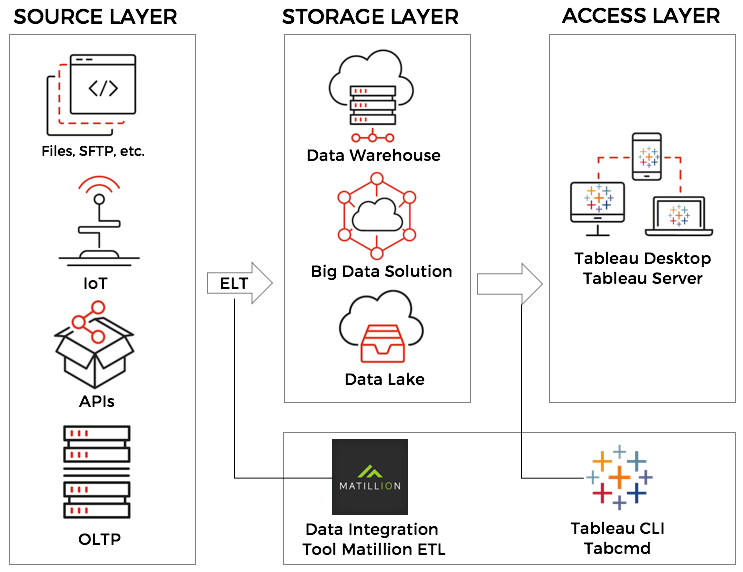 SOURCE LAYER
Files, SFTP, etc.
IoT
APIs
OLTP
ELT
STORAGE LAYER
Data Warehouse
Big Data Solution
Data Lake
ACCESS LAYER
Tableau Desktop
Tableau Server
MATILLION
Data Integration
Tool Matillion ETL
Tableau CLI
Tabcmd